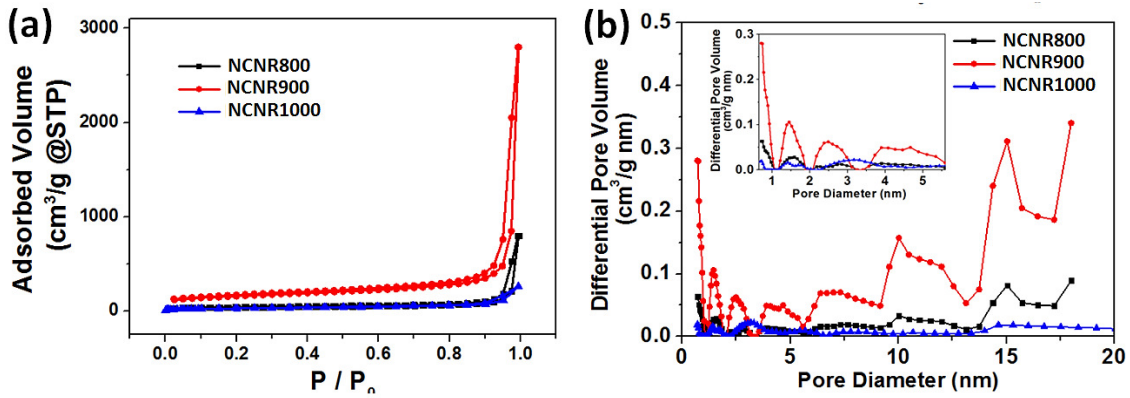 (a)
3000
2000
1000
0
Adsorbed Volume
(cm³/g @STP)
NCNR800
NCNR900
NCNR1000
0.0 0.2 0.4 0.6 0.8 1.0
P / P₀
(b)
0.5
0.4
0.3
0.2
0.1
0.0
Differential Pore Volume
(cm³/g nm)
0.3
0.2
0.1
0.0
Differential Pore Volume
(cm³/g nm)
1 2 3 4 5
Pore Diameter (nm)
NCNR800
NCNR900
NCNR1000
0 5 10 15 20
Pore Diameter (nm)